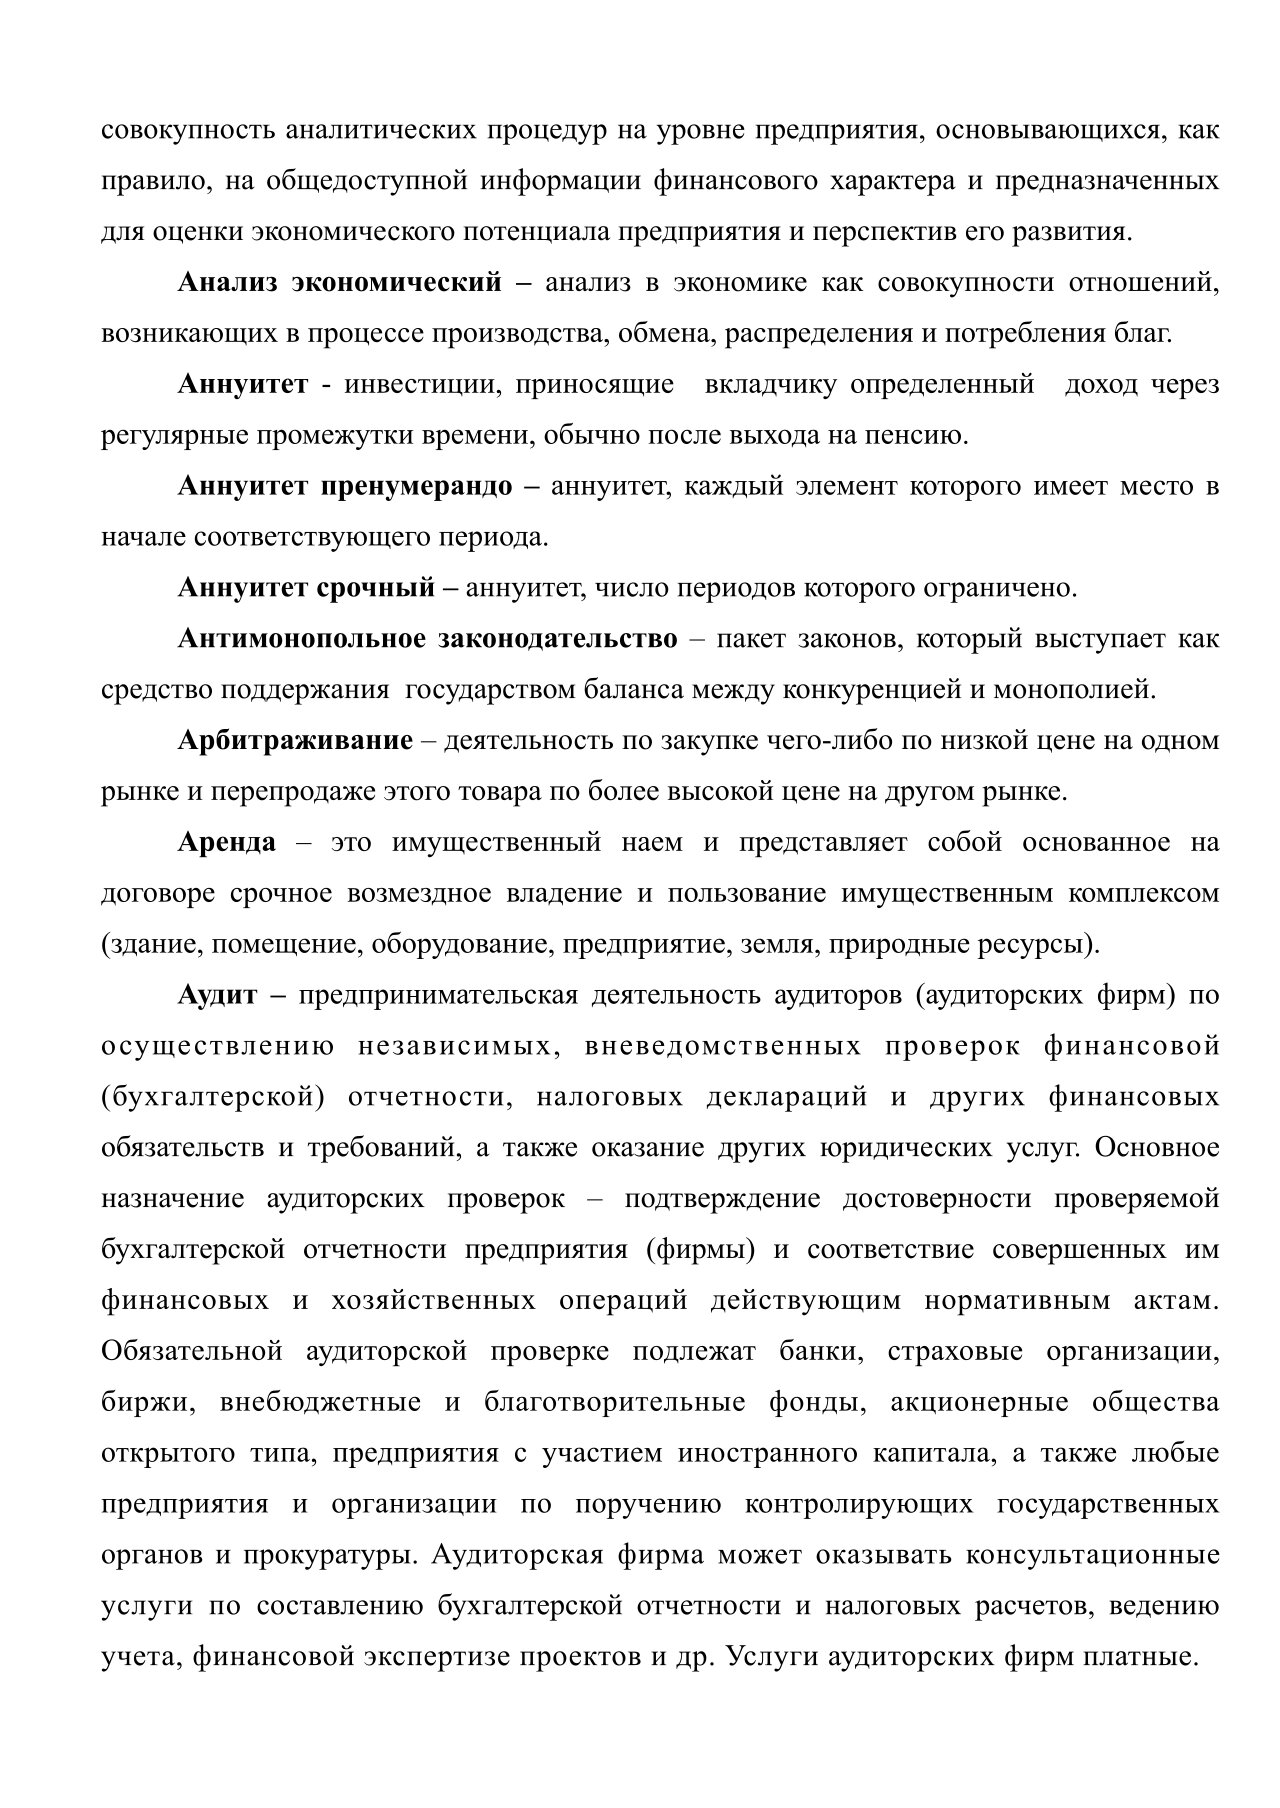 совокупность аналитических процедур на уровне предприятия, основывающихся, как
правило, на общедоступной информации финансового характера и предназначенных
для оценки экономического потенциала предприятия и перспектив его развития.
Анализ экономический – анализ в экономике как совокупности отношений,
возникающих в процессе производства, обмена, распределения и потребления благ.
Аннуитет - инвестиции, приносящие вкладчику определенный доход через
регулярные промежутки времени, обычно после выхода на пенсию.
Аннуитет пренумерандо – аннуитет, каждый элемент которого имеет место в
начале соответствующего периода.
Аннуитет срочный – аннуитет, число периодов которого ограничено.
Антимонопольное законодательство – пакет законов, который выступает как
средство поддержания государством баланса между конкуренцией и монополией.
Арбитраживание – деятельность по закупке чего-либо по низкой цене на одном
рынке и перепродаже этого товара по более высокой цене на другом рынке.
Аренда – это имущественный наем и представляет собой основанное на
договоре срочное возмездное владение и пользование имущественным комплексом
(здание, помещение, оборудование, предприятие, земля, природные ресурсы).
Аудит – предпринимательская деятельность аудиторов (аудиторских фирм) по
осуществлению независимых, вневедомственных проверок финансовой
(бухгалтерской) отчетности, налоговых деклараций и других финансовых
обязательств и требований, а также оказание других юридических услуг. Основное
назначение аудиторских проверок – подтверждение достоверности проверяемой
бухгалтерской отчетности предприятия (фирмы) и соответствие совершенных им
финансовых и хозяйственных операций действующим нормативным актам.
Обязательной аудиторской проверке подлежат банки, страховые организации,
биржи, внебюджетные и благотворительные фонды, акционерные общества
открытого типа, предприятия с участием иностранного капитала, а также любые
предприятия и организации по поручению контролирующих государственных
органов и прокуратуры. Аудиторская фирма может оказывать консультационные
услуги по составлению бухгалтерской отчетности и налоговых расчетов, ведению
учета, финансовой экспертизе проектов и др. Услуги аудиторских фирм платные.